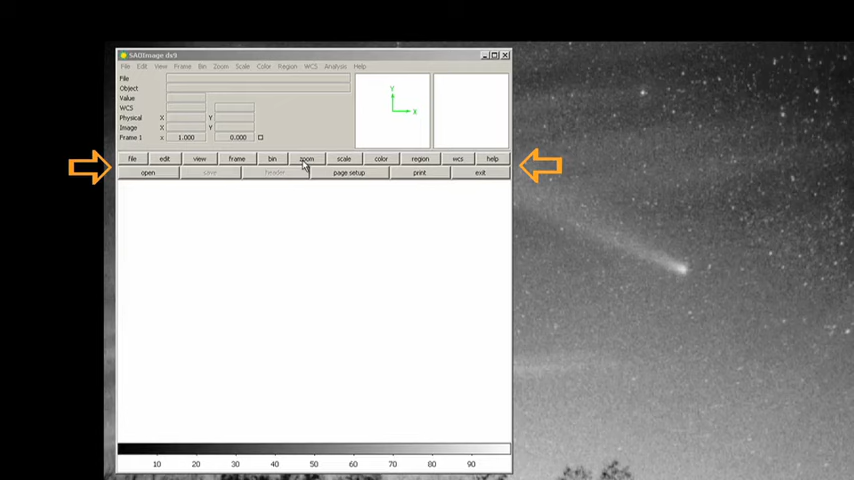 SAOImage ds9
File Edit View Frame Bin Zoom Scale Color Region WCS Analysis Help
File
Object
Value
WCS
Physical X Y
Image X Y
Frame 1 x 1.000 0.000
Y
X
file edit view frame bin zoom scale color region wcs help
open save header page setup print exit
10 20 30 40 50 60 70 80 90